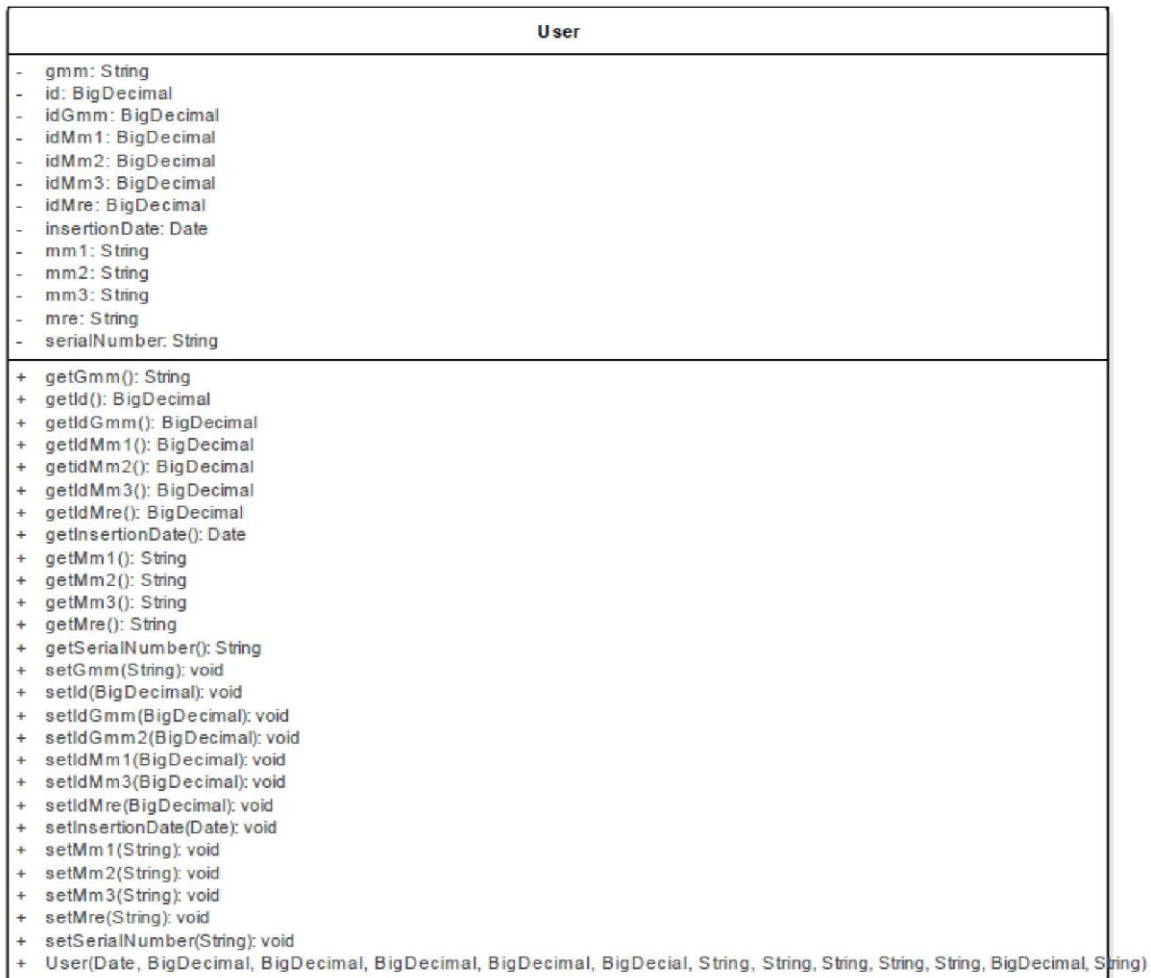 User
- gmm: String
- id: BigDecimal
- idGmm: BigDecimal
- idMm1: BigDecimal
- idMm2: BigDecimal
- idMm3: BigDecimal
- idMre: BigDecimal
- insertionDate: Date
- mm1: String
- mm2: String
- mm3: String
- mre: String
- serialNumber: String
+ getGmm(): String
+ getId(): BigDecimal
+ getIdGmm(): BigDecimal
+ getIdMm1(): BigDecimal
+ getidMm2(): BigDecimal
+ getIdMm3(): BigDecimal
+ getIdMre(): BigDecimal
+ getInsertionDate(): Date
+ getMm1(): String
+ getMm2(): String
+ getMm3(): String
+ getMre(): String
+ getSerialNumber(): String
+ setGmm(String): void
+ setId(BigDecimal): void
+ setIdGmm(BigDecimal): void
+ setIdGmm2(BigDecimal): void
+ setIdMm1(BigDecimal): void
+ setIdMm3(BigDecimal): void
+ setIdMre(BigDecimal): void
+ setInsertionDate(Date): void
+ setMm1(String): void
+ setMm2(String): void
+ setMm3(String): void
+ setMre(String): void
+ setSerialNumber(String): void
+ User(Date, BigDecimal, BigDecimal, BigDecimal, BigDecimal, BigDecial, String, String, String, String, String, BigDecimal, String)